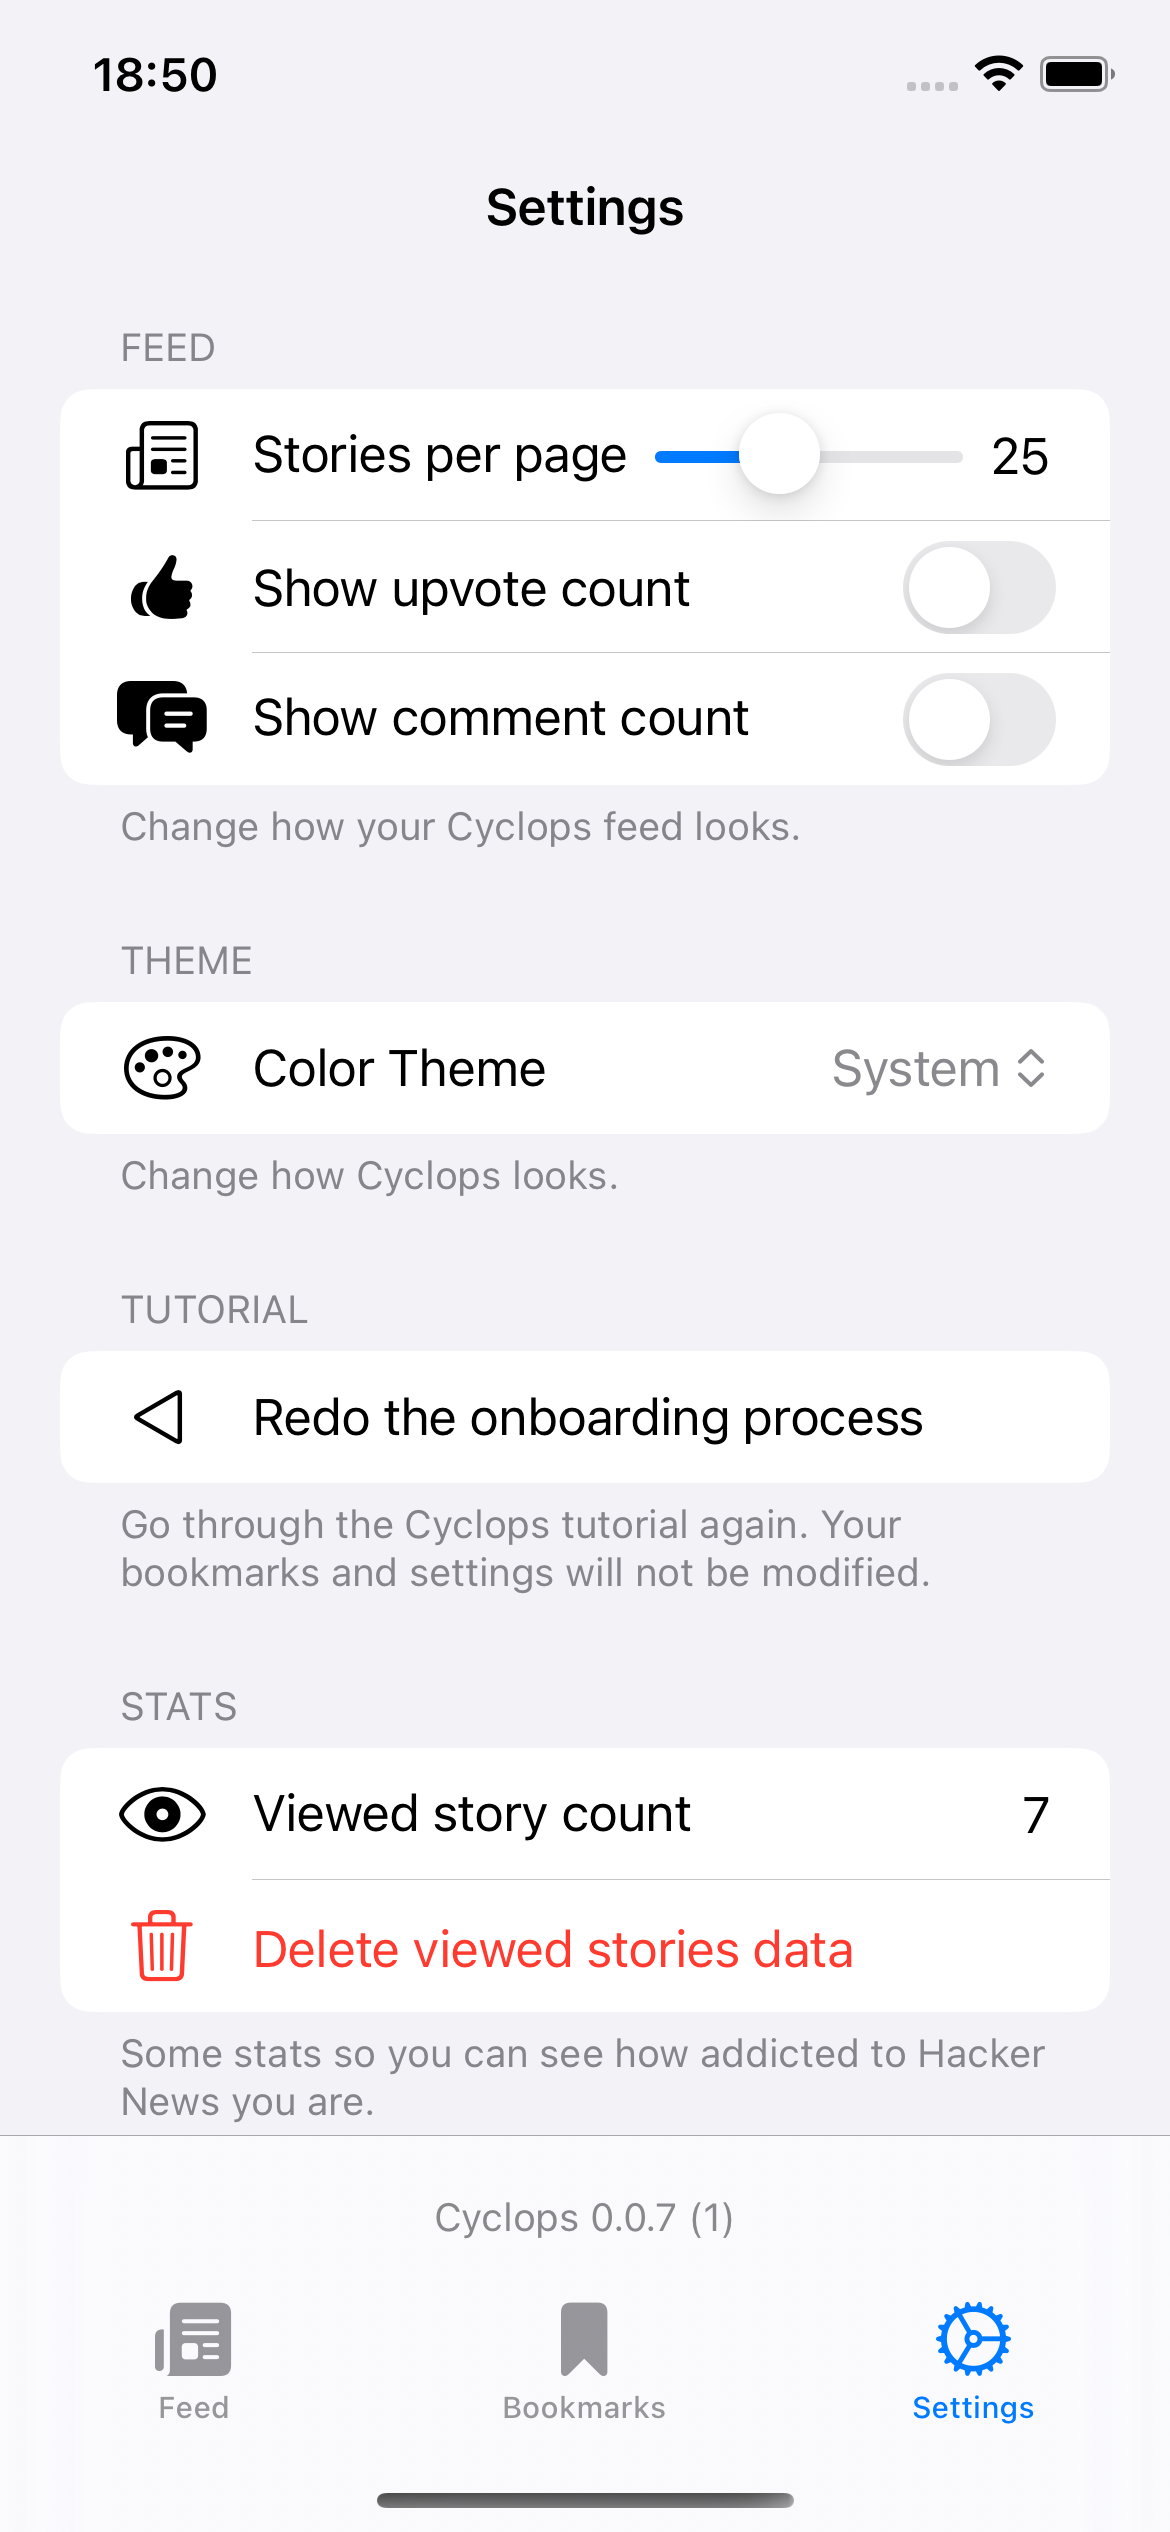 18:50
Settings
FEED
Stories per page 25
Show upvote count
Show comment count
Change how your Cyclops feed looks.
THEME
Color Theme System
Change how Cyclops looks.
TUTORIAL
Redo the onboarding process
Go through the Cyclops tutorial again. Your
bookmarks and settings will not be modified.
STATS
Viewed story count 7
Delete viewed stories data
Some stats so you can see how addicted to Hacker
News you are.
Cyclops 0.0.7 (1)
Feed Bookmarks Settings